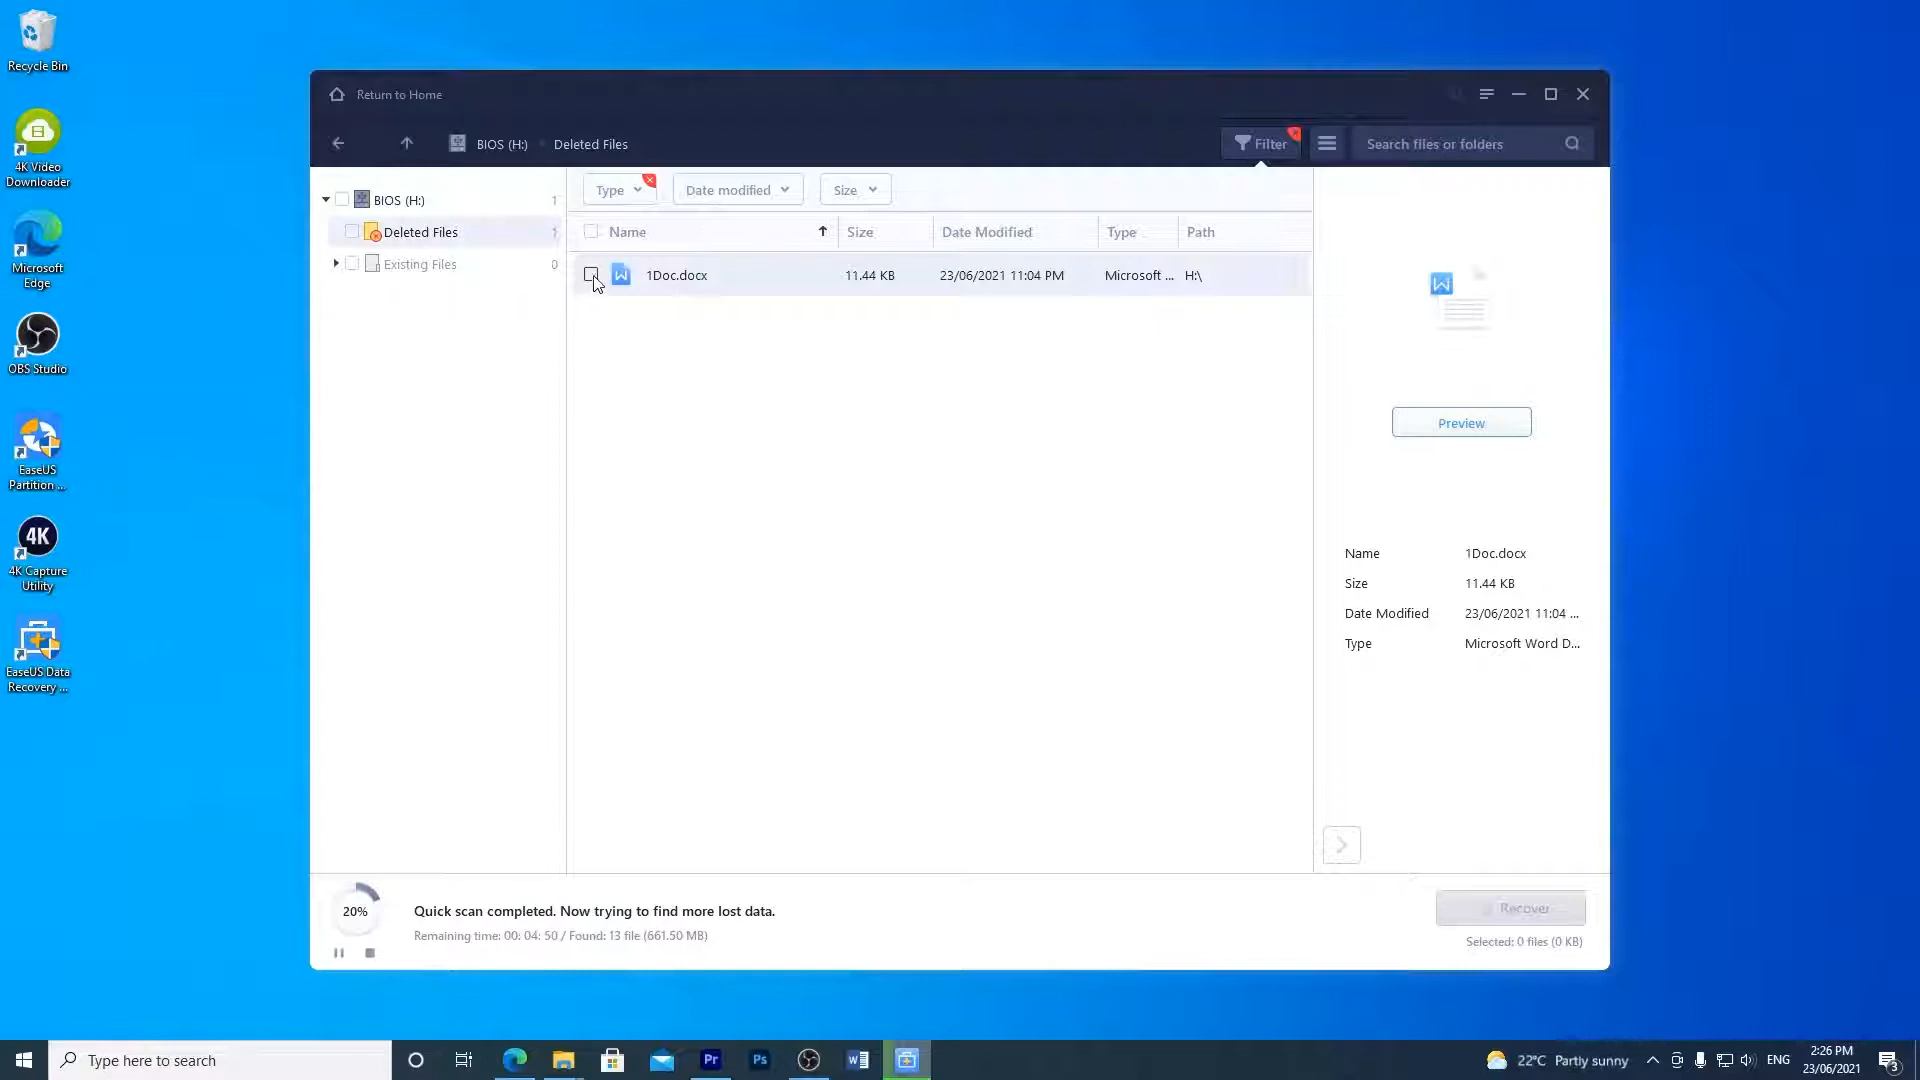 Recycle Bin
4K Video
Downloader
Microsoft
Edge
OBS Studio
EaseUS
Partition ...
4K
4K Capture
Utility
EaseUS Data
Recovery ...
Return to Home
BIOS (H:)
Deleted Files
Filter
Search files or folders
BIOS (H:) 1
Deleted Files 1
Existing Files 0
Type
Date modified
Size
Name
Size
Date Modified
Type
Path
1Doc.docx 11.44 KB 23/06/2021 11:04 PM Microsoft ... H:\
Preview
Name 1Doc.docx
Size 11.44 KB
Date Modified 23/06/2021 11:04 ...
Type Microsoft Word D...
20%
Quick scan completed. Now trying to find more lost data.
Remaining time: 00: 04: 50 / Found: 13 file (661.50 MB)
Recover
Selected: 0 files (0 KB)
Type here to search
Pr
Ps
22°C Partly sunny
ENG
2:26 PM
23/06/2021
3